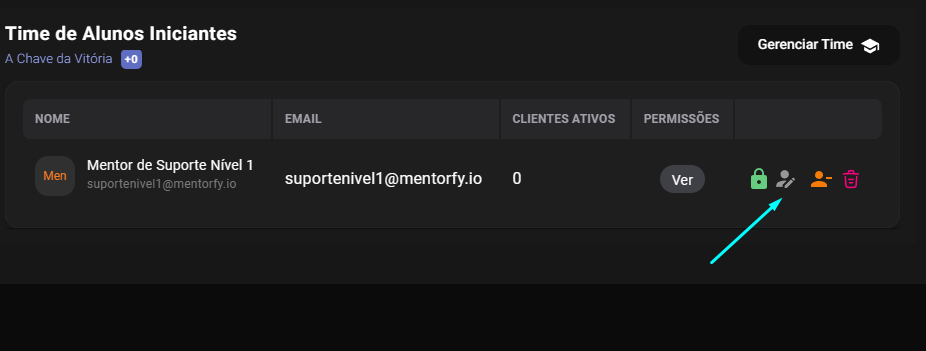 Time de Alunos Iniciantes
A Chave da Vitória +0
Gerenciar Time
NOME EMAIL CLIENTES ATIVOS PERMISSÕES
Men
Mentor de Suporte Nível 1
suportenivel1@mentorfy.io
suportenivel1@mentorfy.io 0 Ver